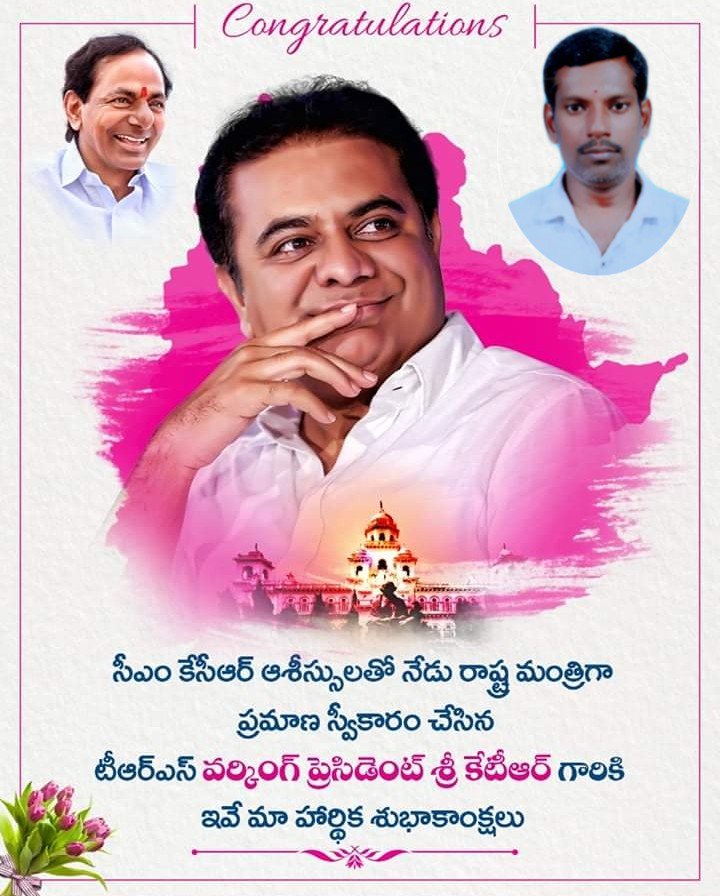 Congratulations
సీఎం కేసీఆర్ ఆశీస్సులతో నేడు రాష్ట్ర మంత్రిగా
ప్రమాణ స్వీకారం చేసిన
టీఆర్ఎస్ వర్కింగ్ ప్రెసిడెంట్ శ్రీ కేటీఆర్ గారికి
ఇవే మా హార్థిక శుభాకాంక్షలు